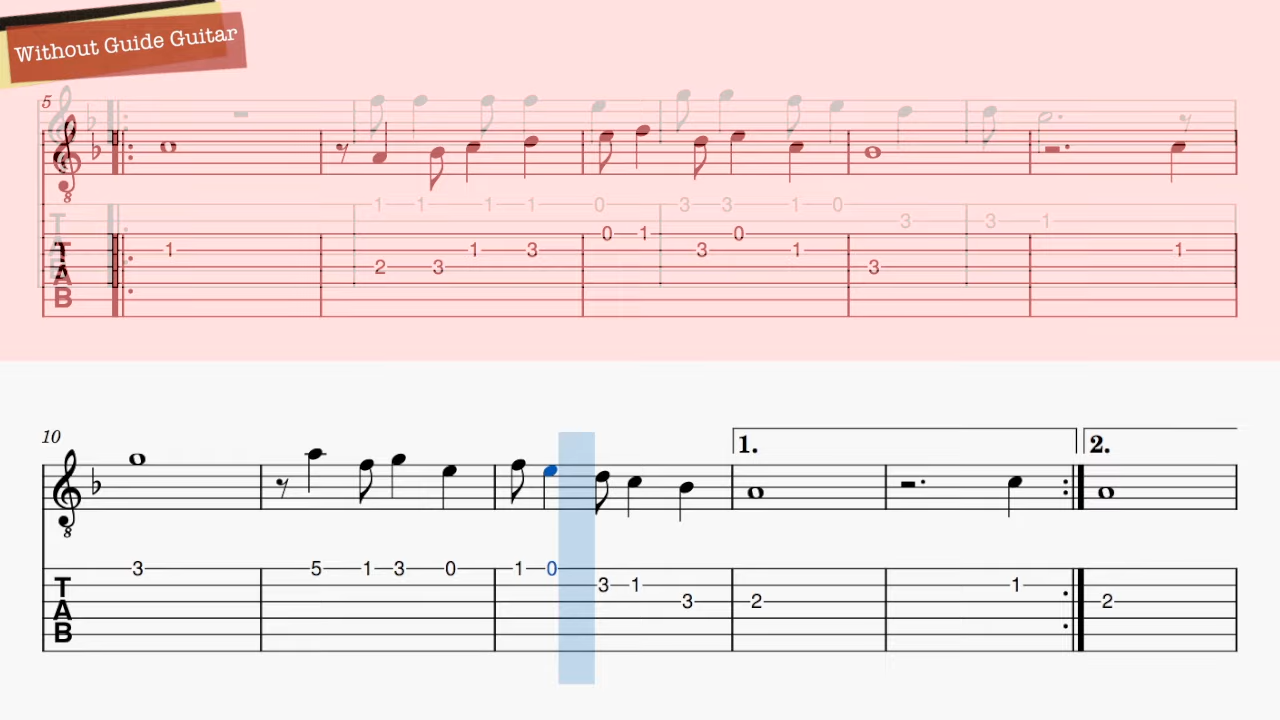 Without Guide Guitar
5
8
1 1 1 1 0 3 3 1 0
3 3 1
0 1 0
1 1 3 3 1 1
2 3 3
T
A
B
10
1. 2.
8
3 5 1 3 0 1 0
T 3 1 1
A 3 2 2
B